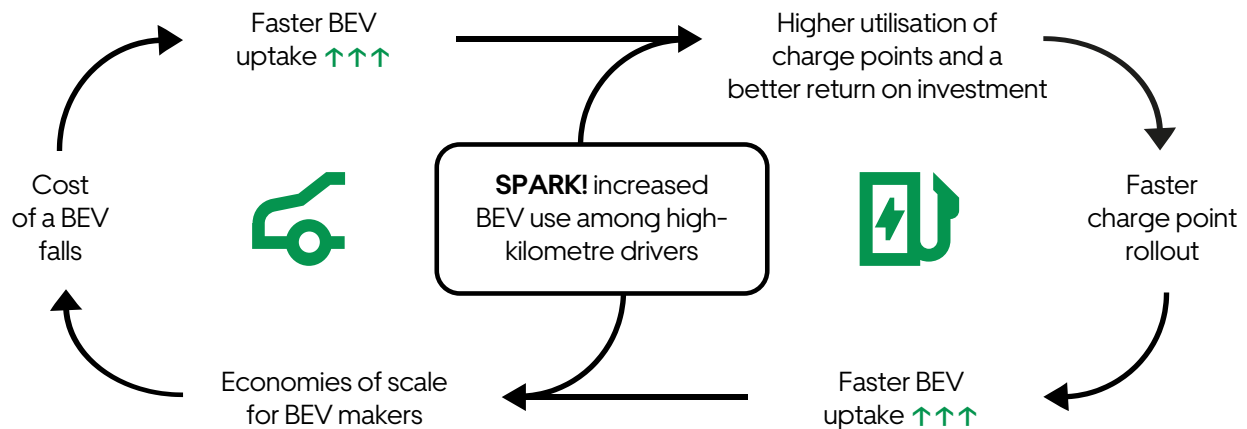 Faster BEV
uptake ↑↑↑
Higher utilisation of
charge points and a
better return on investment
Cost
of a BEV
falls
SPARK! increased
BEV use among high-
kilometre drivers
Faster
charge point
rollout
Economies of scale
for BEV makers
Faster BEV
uptake ↑↑↑